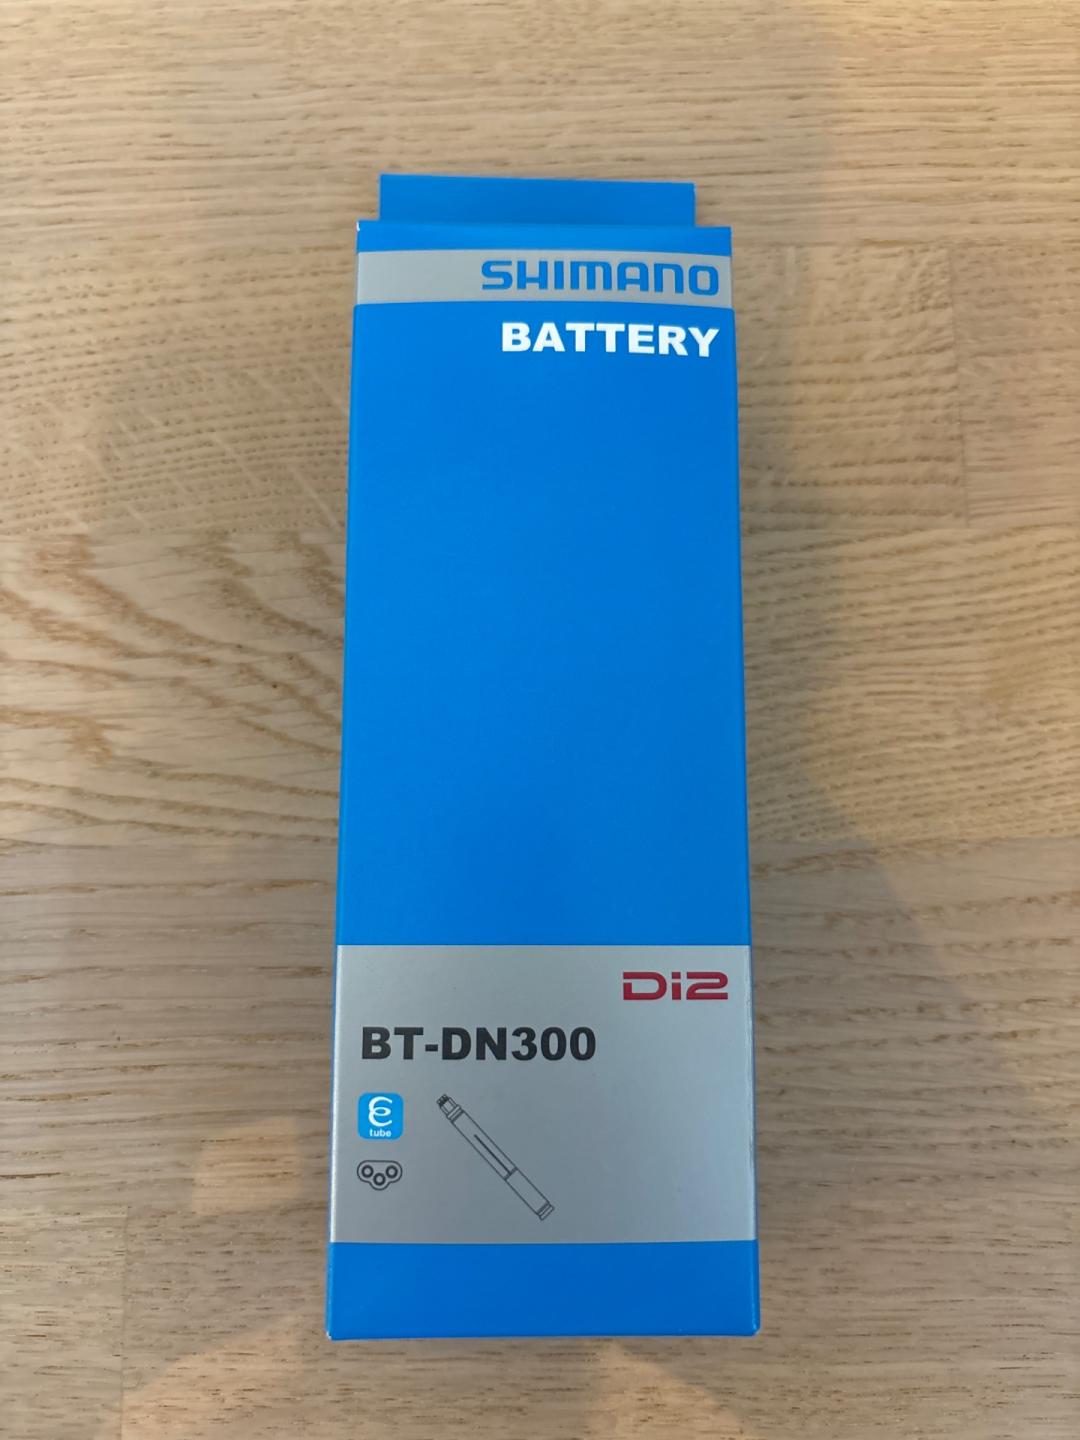 SHIMANO
BATTERY
Di2
BT-DN300
tube